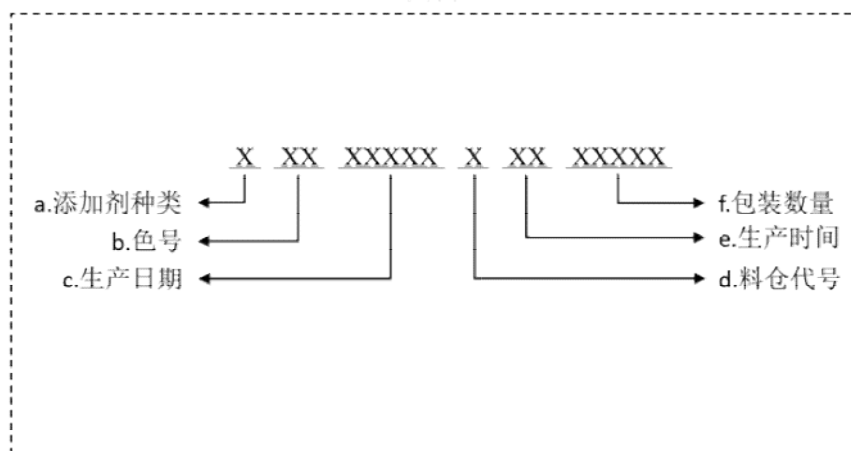 X XX XXXXX X XX XXXXX
a.添加剂种类
f.包装数量
b.色号
e.生产时间
c.生产日期
d.料仓代号